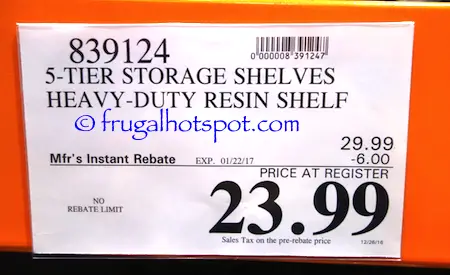 839124
0000008391247
5-TIER STORAGE SHELVES
HEAVY-DUTY RESIN SHELF
© frugalhotspot.com
29.99
Mfr's Instant Rebate EXP. 01/22/17 -6.00
PRICE AT REGISTER
NO
REBATE LIMIT
23.99
Sales Tax on the pre-rebate price
12/26/16